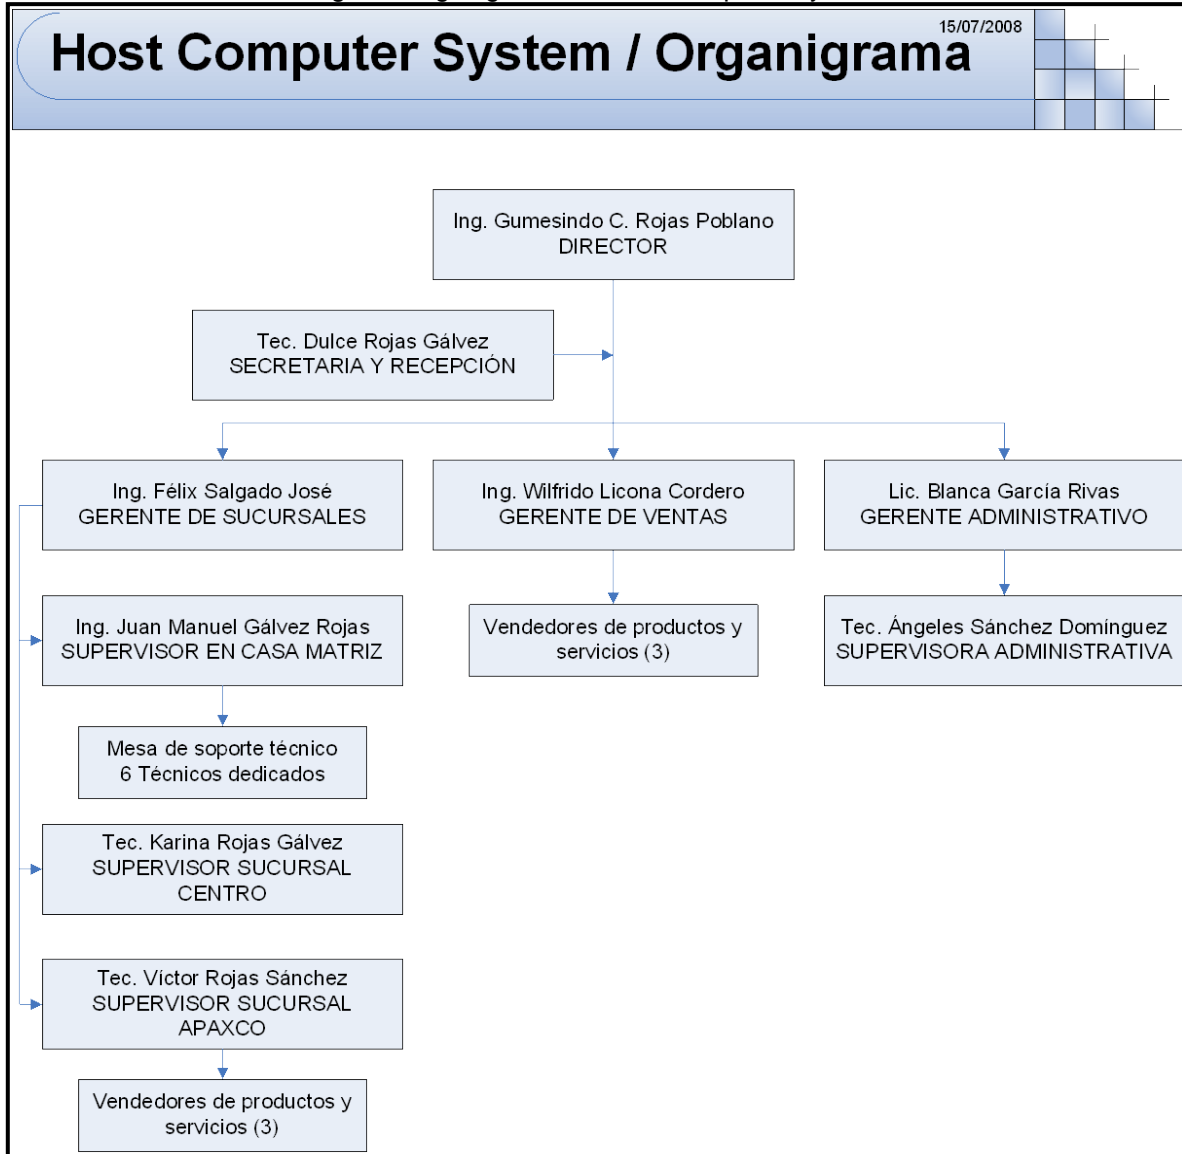 15/07/2008
Host Computer System / Organigrama
Ing. Gumesindo C. Rojas Poblano
DIRECTOR
Tec. Dulce Rojas Gálvez
SECRETARIA Y RECEPCIÓN
Ing. Félix Salgado José
GERENTE DE SUCURSALES
Ing. Wilfrido Licona Cordero
GERENTE DE VENTAS
Lic. Blanca García Rivas
GERENTE ADMINISTRATIVO
Ing. Juan Manuel Gálvez Rojas
SUPERVISOR EN CASA MATRIZ
Vendedores de productos y
servicios (3)
Tec. Ángeles Sánchez Domínguez
SUPERVISORA ADMINISTRATIVA
Mesa de soporte técnico
6 Técnicos dedicados
Tec. Karina Rojas Gálvez
SUPERVISOR SUCURSAL
CENTRO
Tec. Víctor Rojas Sánchez
SUPERVISOR SUCURSAL
APAXCO
Vendedores de productos y
servicios (3)